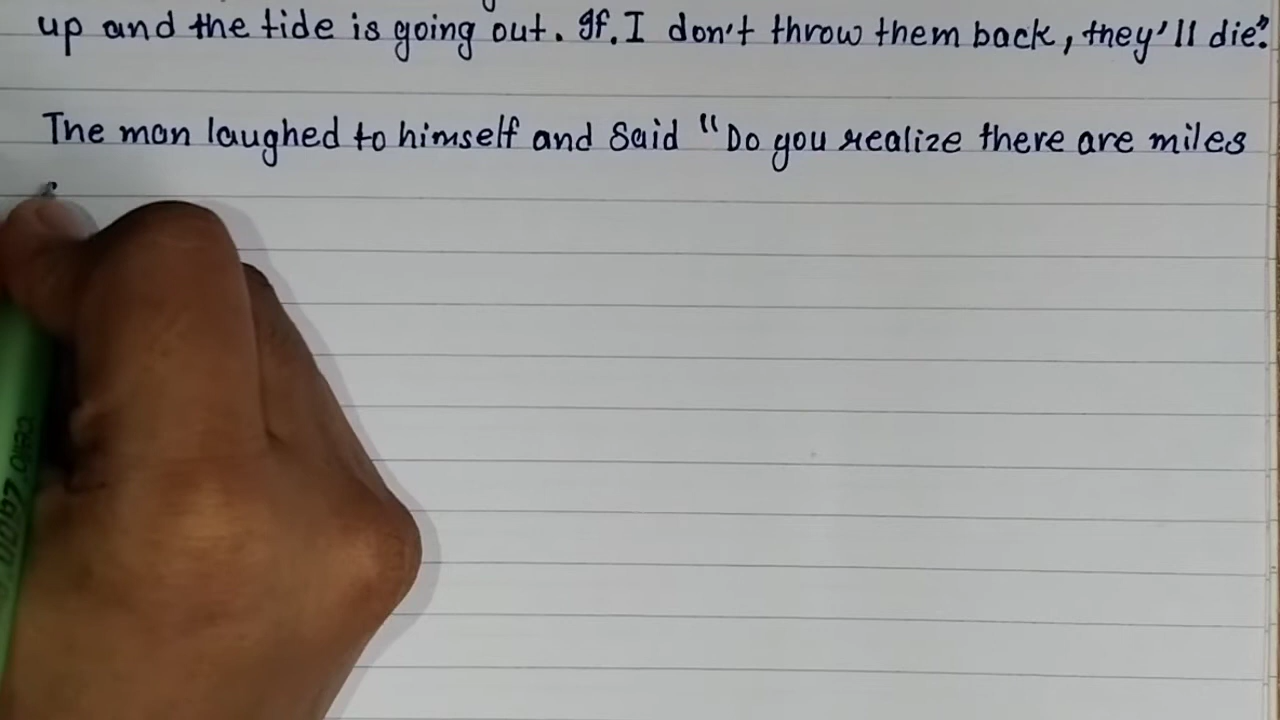 up and the tide is going out. If. I don't throw them back, they'll die."
The man laughed to himself and Said "Do you realize there are miles